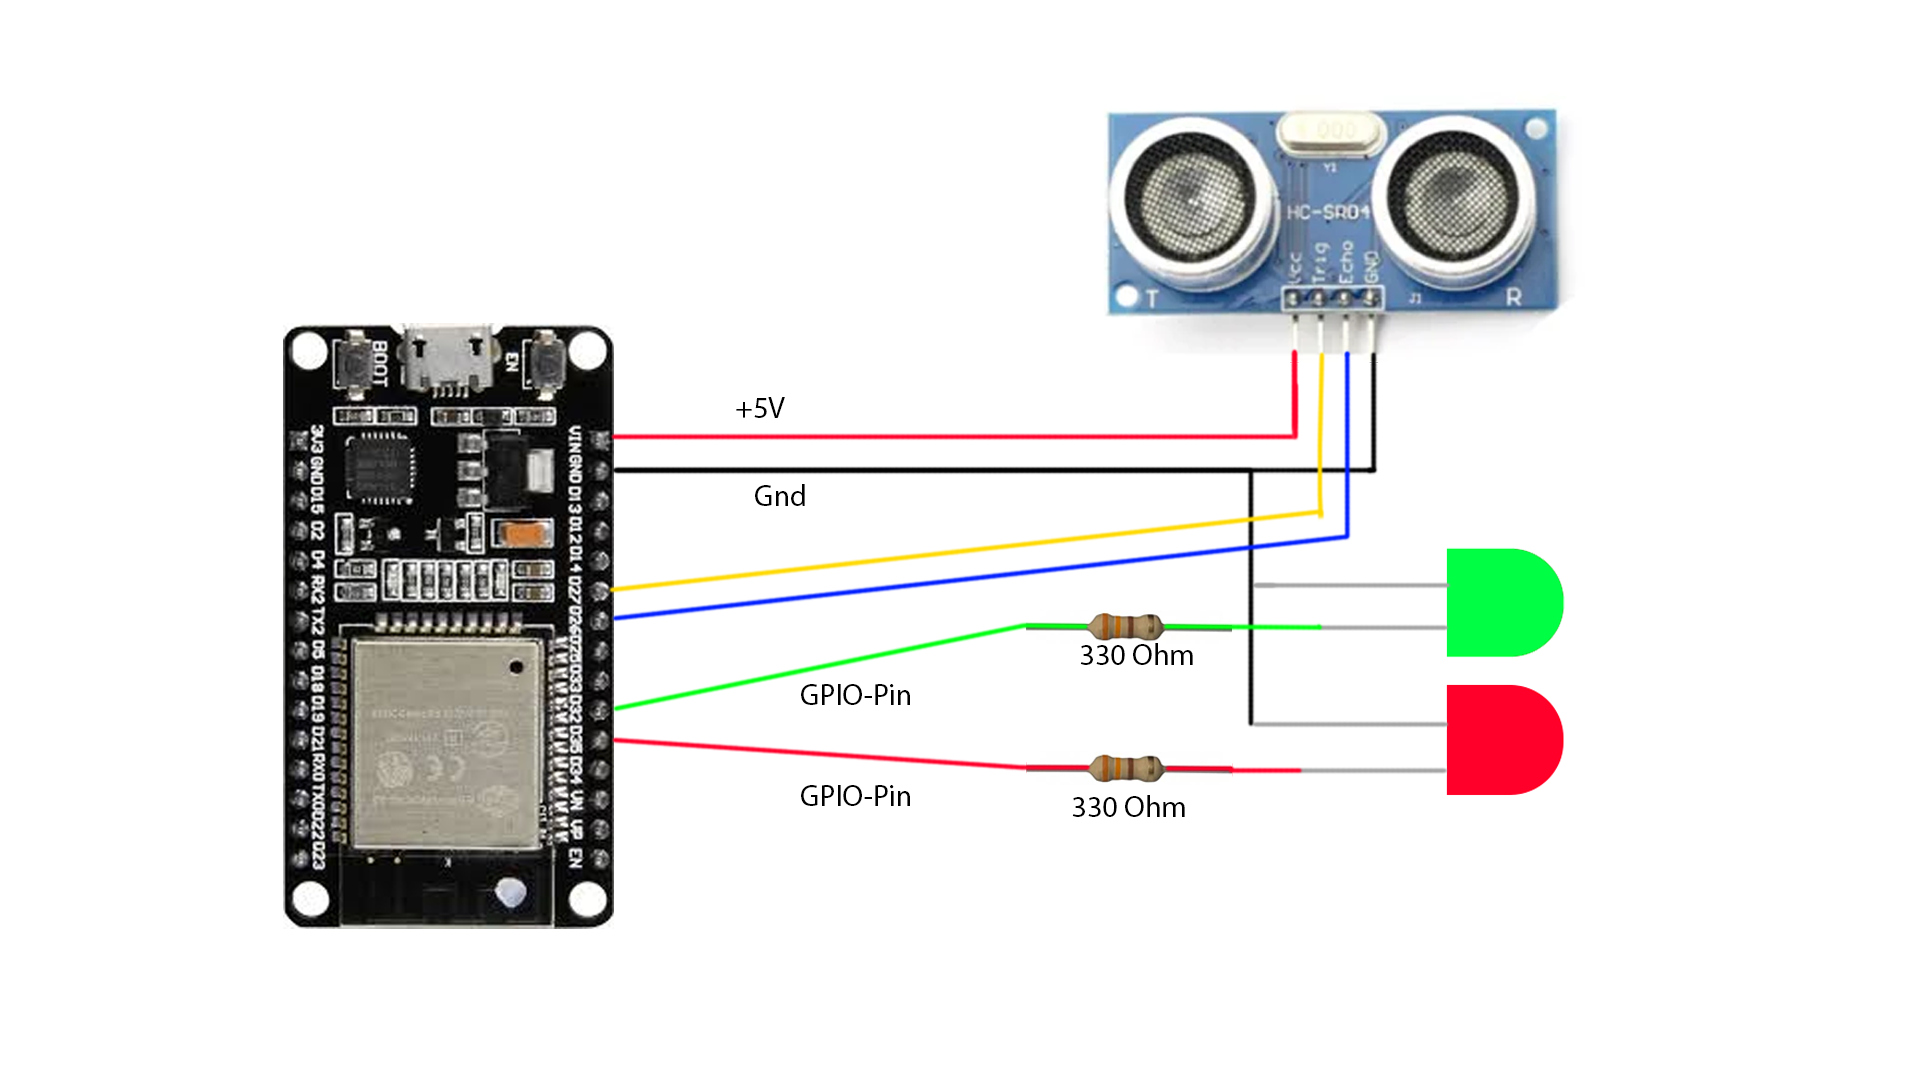 Y1
HC-SR04
Vcc
Trig
Echo
GND
T
J1
R
BOOT
EN
+5V
Gnd
3V3 GND D15 D2 D4 RX2 TX2 D5 D18 D19 D21 RX0 TX0 D22 D23
VIN GND D13 D12 D14 D27 D26 D25 D33 D32 D35 D34 VN VP EN
330 Ohm
GPIO-Pin
GPIO-Pin
330 Ohm